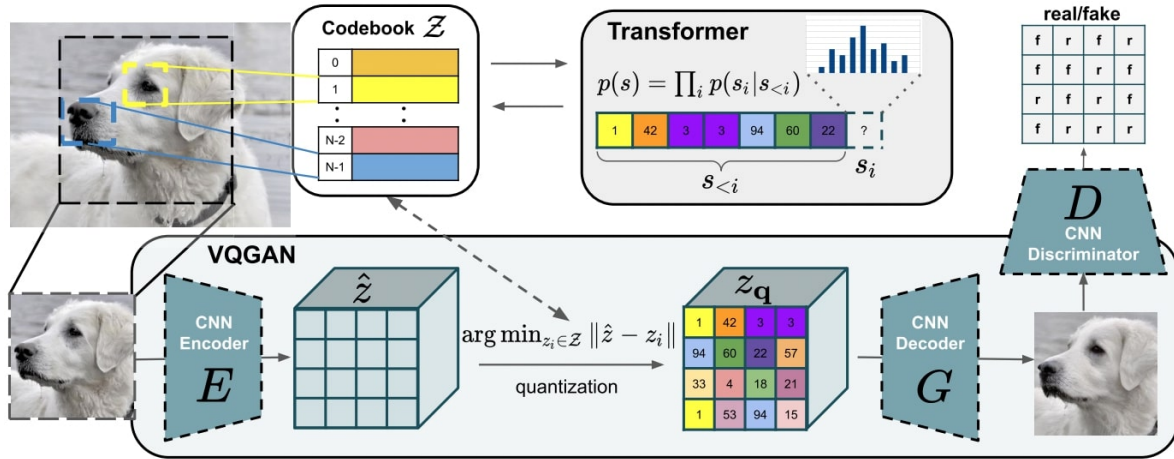 Codebook 𝒵
0
1
:
:
N-2
N-1
Transformer
p(s) = ∏ᵢ p(sᵢ|s<ᵢ)
1 42 3 3 94 60 22 ?
s<ᵢ
sᵢ
real/fake
f r f r
f f r r
r f r f
f r r r
D
CNN
Discriminator
VQGAN
CNN
Encoder
E
ẑ
arg min_{zᵢ∈𝒵} ‖ẑ − zᵢ‖
quantization
z_q
1 42 3 3
94 60 22 57
33 4 18 21
1 53 94 15
CNN
Decoder
G